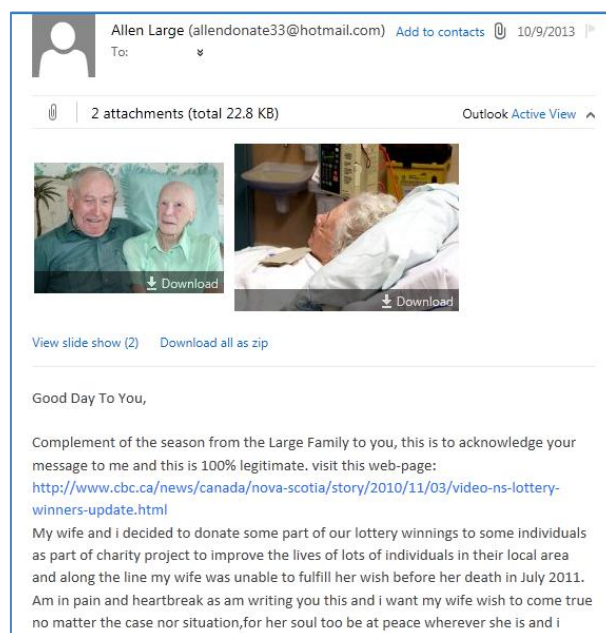 Allen Large (allendonate33@hotmail.com) Add to contacts 10/9/2013
To:
2 attachments (total 22.8 KB) Outlook Active View
Download
Download
View slide show (2) Download all as zip
Good Day To You,
Complement of the season from the Large Family to you, this is to acknowledge your
message to me and this is 100% legitimate. visit this web-page:
http://www.cbc.ca/news/canada/nova-scotia/story/2010/11/03/video-ns-lottery-
winners-update.html
My wife and i decided to donate some part of our lottery winnings to some individuals
as part of charity project to improve the lives of lots of individuals in their local area
and along the line my wife was unable to fulfill her wish before her death in July 2011.
Am in pain and heartbreak as am writing you this and i want my wife wish to come true
no matter the case nor situation,for her soul too be at peace wherever she is and i